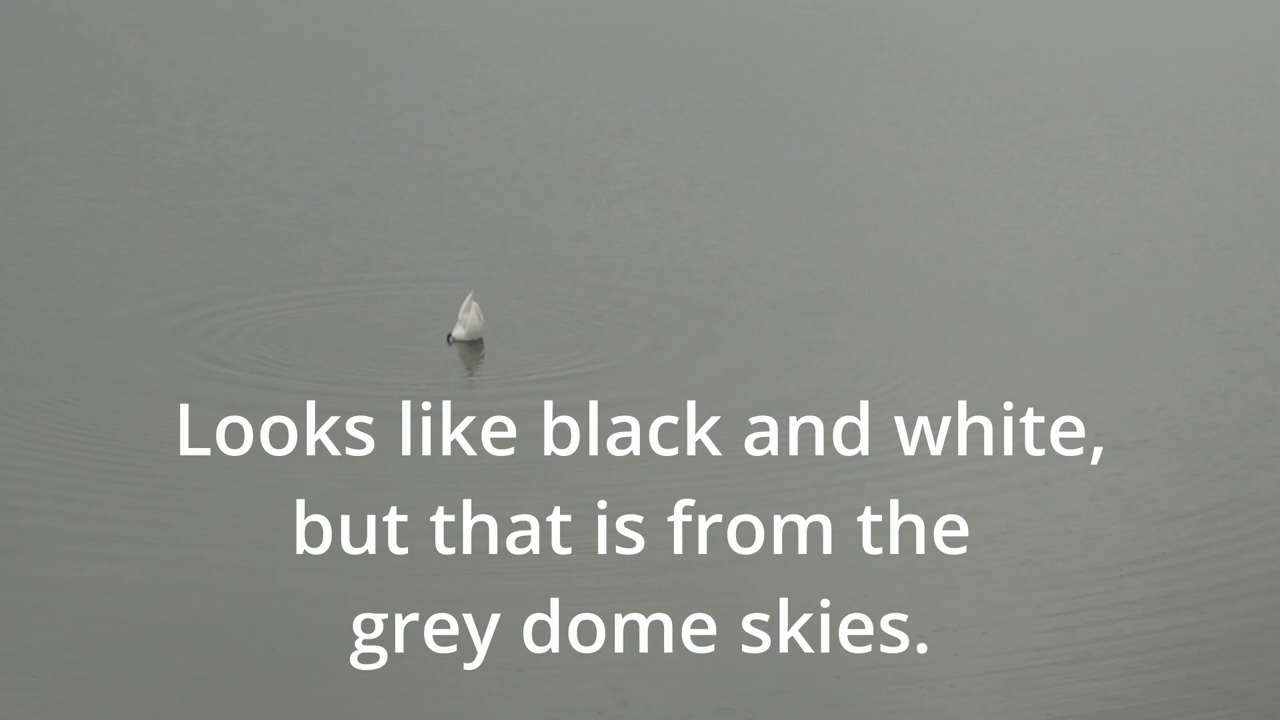 Looks like black and white,
but that is from the
grey dome skies.